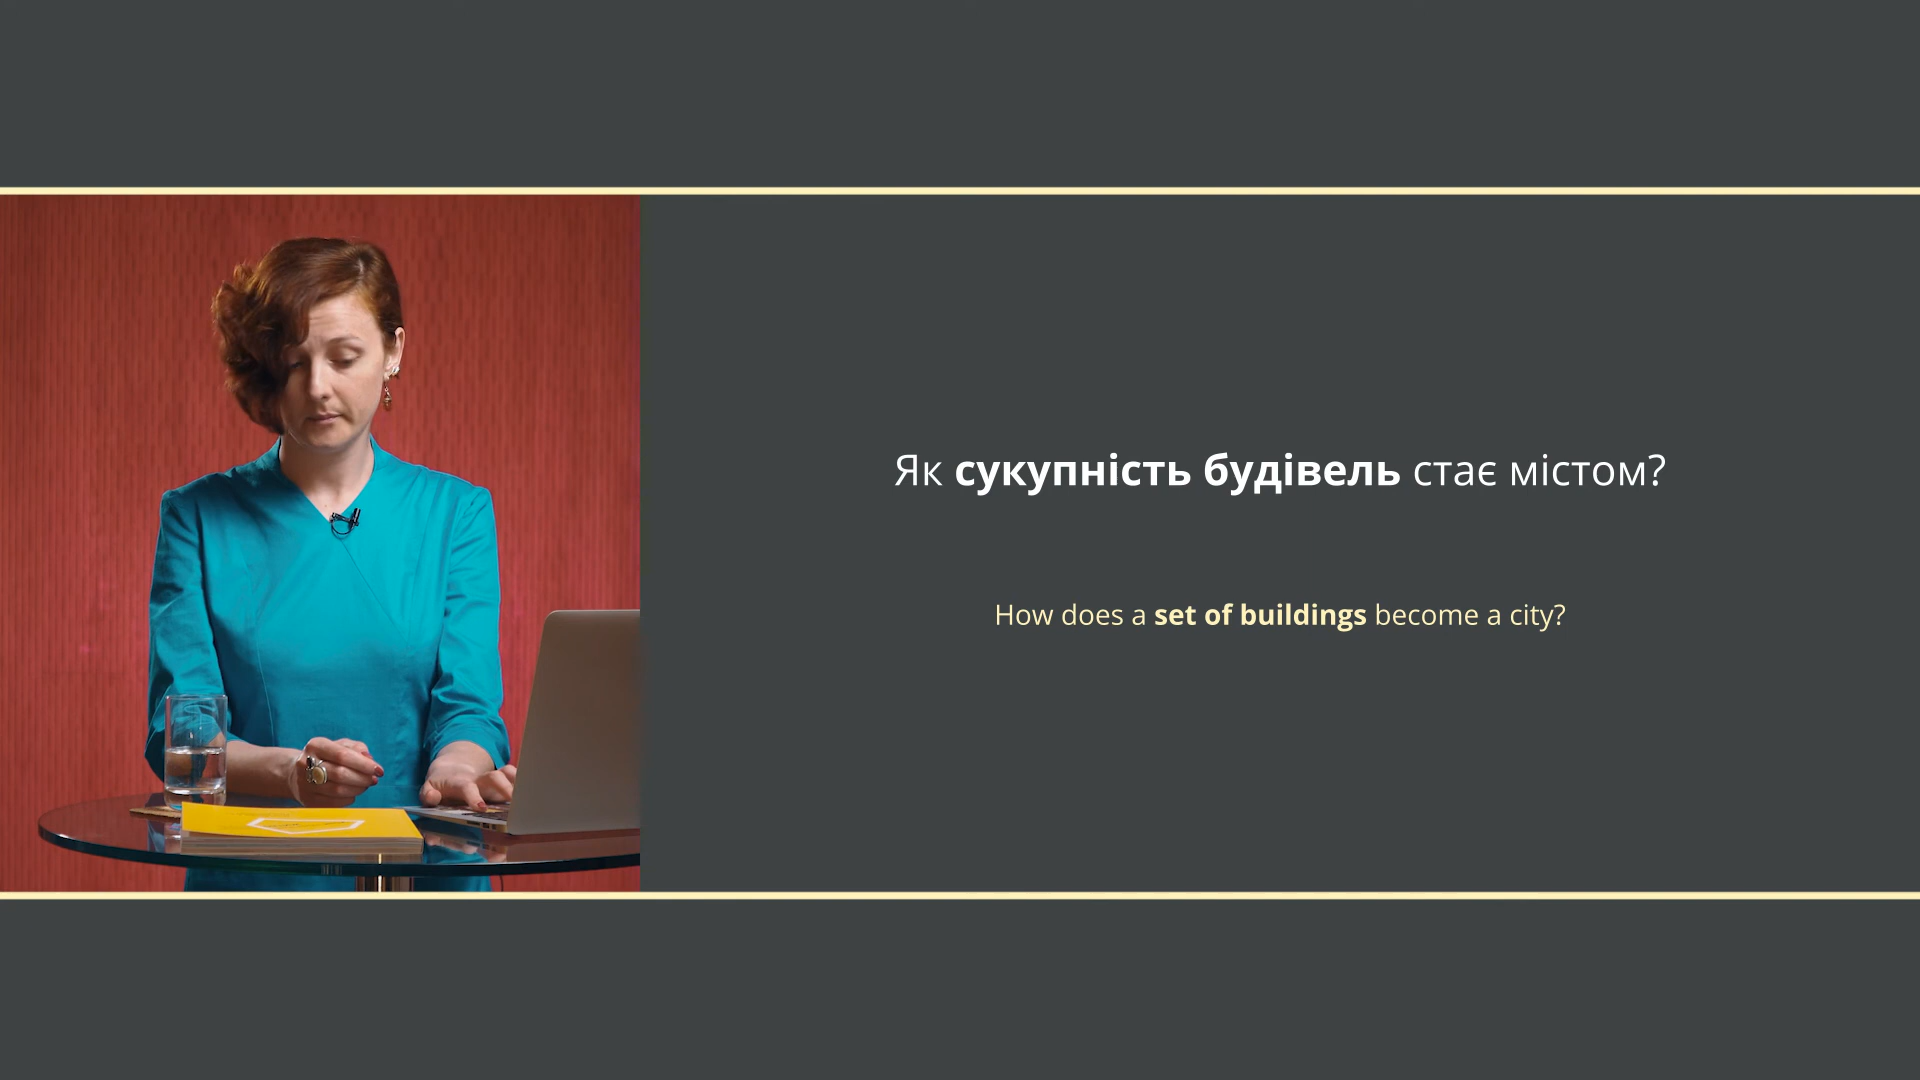 Як сукупність будівель стає містом?
How does a set of buildings become a city?